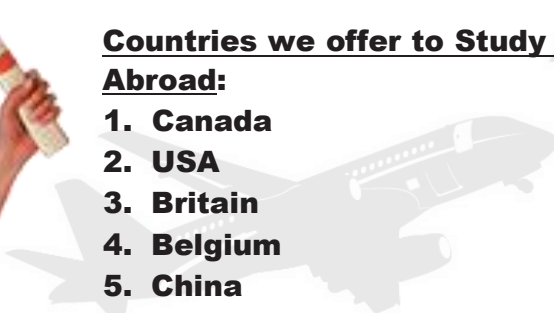 Countries we offer to Study
Abroad:
1. Canada
2. USA
3. Britain
4. Belgium
5. China